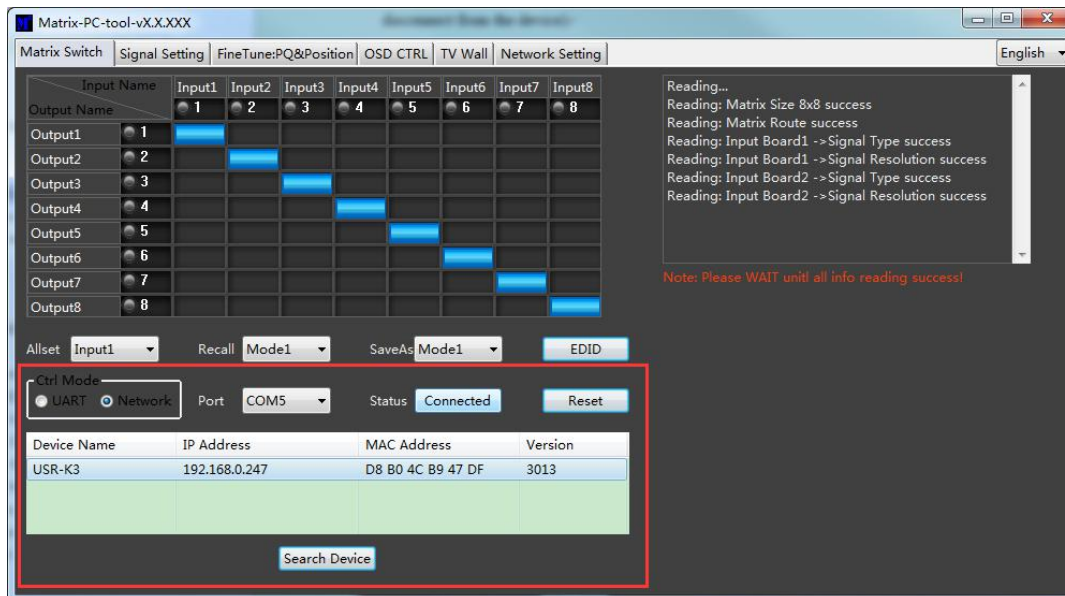 Matrix-PC-tool-vX.X.XXX
Matrix Switch Signal Setting FineTune:PQ&Position OSD CTRL TV Wall Network Setting English
Input Name Input1 Input2 Input3 Input4 Input5 Input6 Input7 Input8
Output Name 1 2 3 4 5 6 7 8
Output1 1
Output2 2
Output3 3
Output4 4
Output5 5
Output6 6
Output7 7
Output8 8
Reading...
Reading: Matrix Size 8x8 success
Reading: Matrix Route success
Reading: Input Board1 ->Signal Type success
Reading: Input Board1 ->Signal Resolution success
Reading: Input Board2 ->Signal Type success
Reading: Input Board2 ->Signal Resolution success
Note: Please WAIT unitl all info reading success!
Allset Input1 Recall Mode1 SaveAs Mode1 EDID
Ctrl Mode
UART Network Port COM5 Status Connected Reset
Device Name IP Address MAC Address Version
USR-K3 192.168.0.247 D8 B0 4C B9 47 DF 3013
Search Device